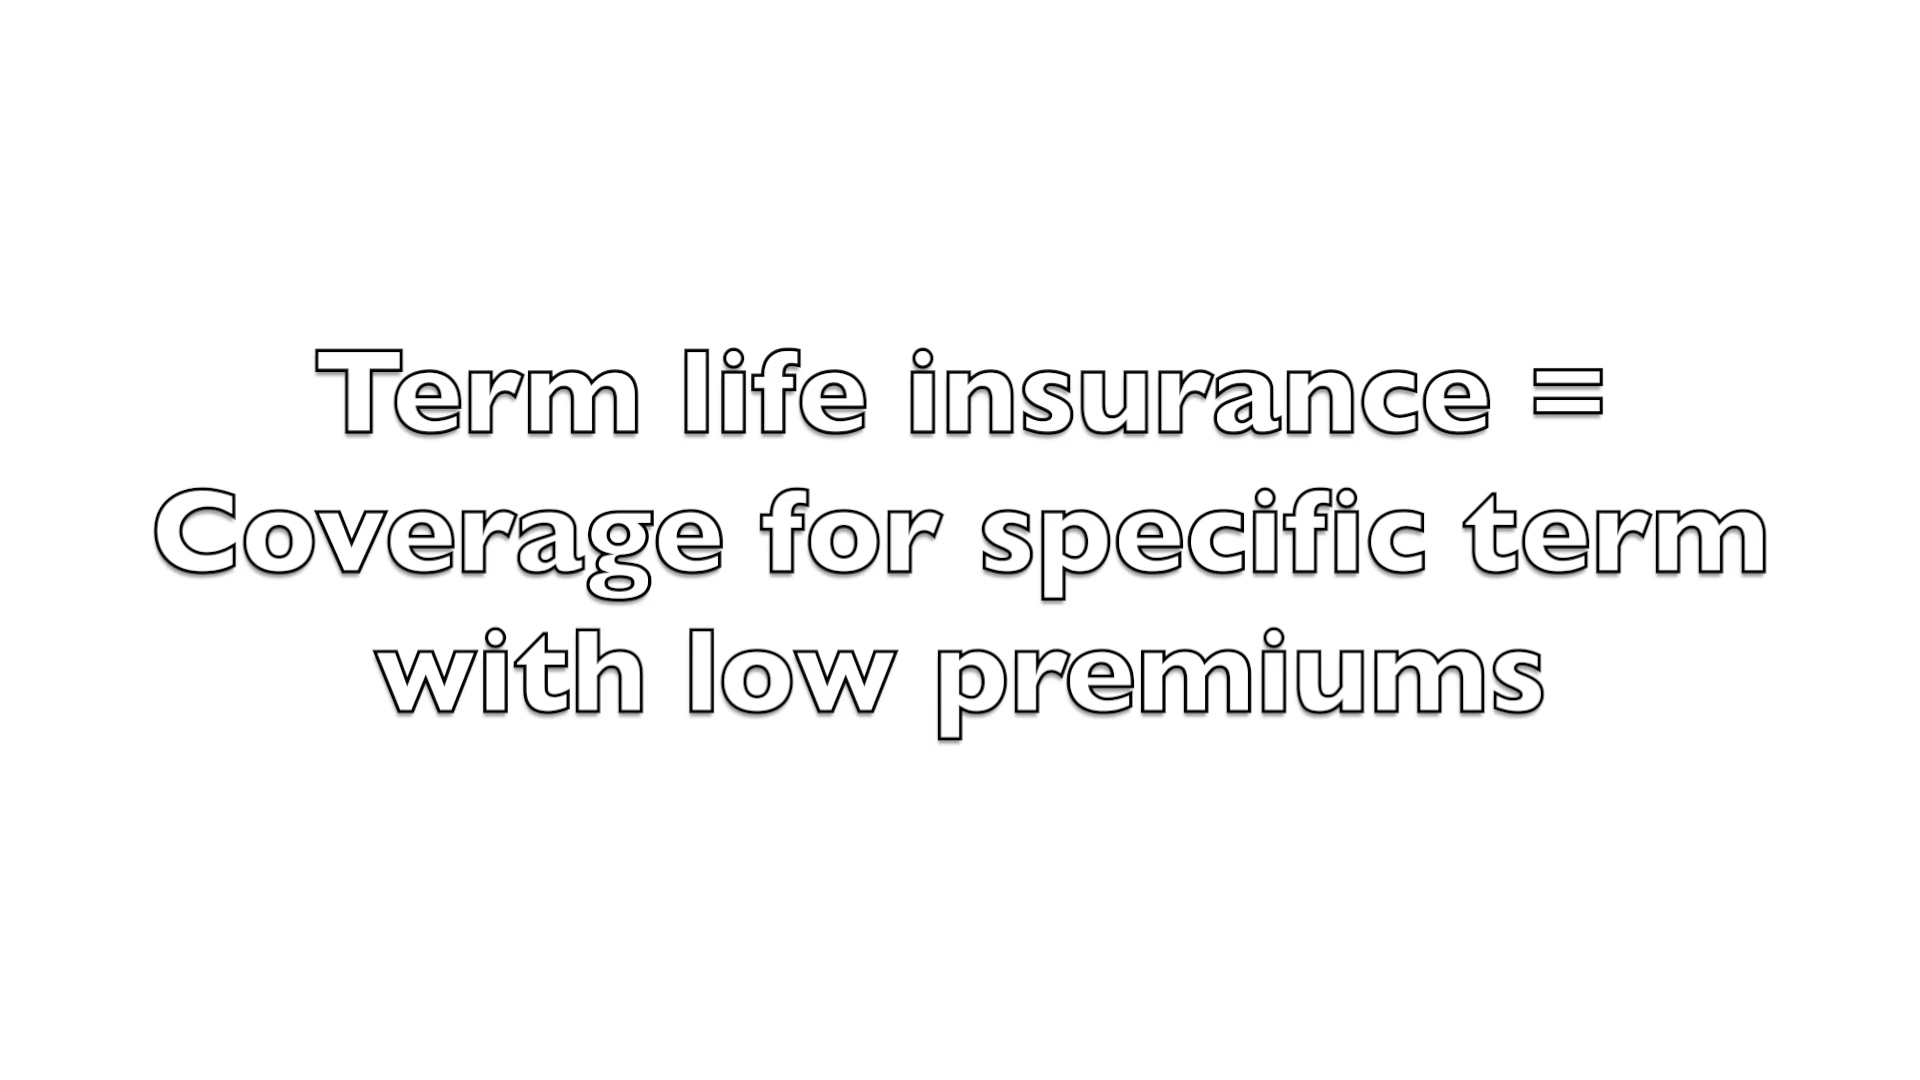 Term life insurance =
Coverage for specific term
with low premiums